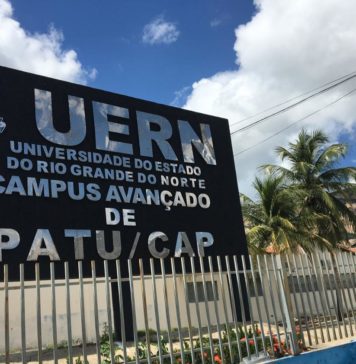 UERN
UNIVERSIDADE DO ESTADO
DO RIO GRANDE DO NORTE
CAMPUS AVANÇADO
DE
PATU/CAP